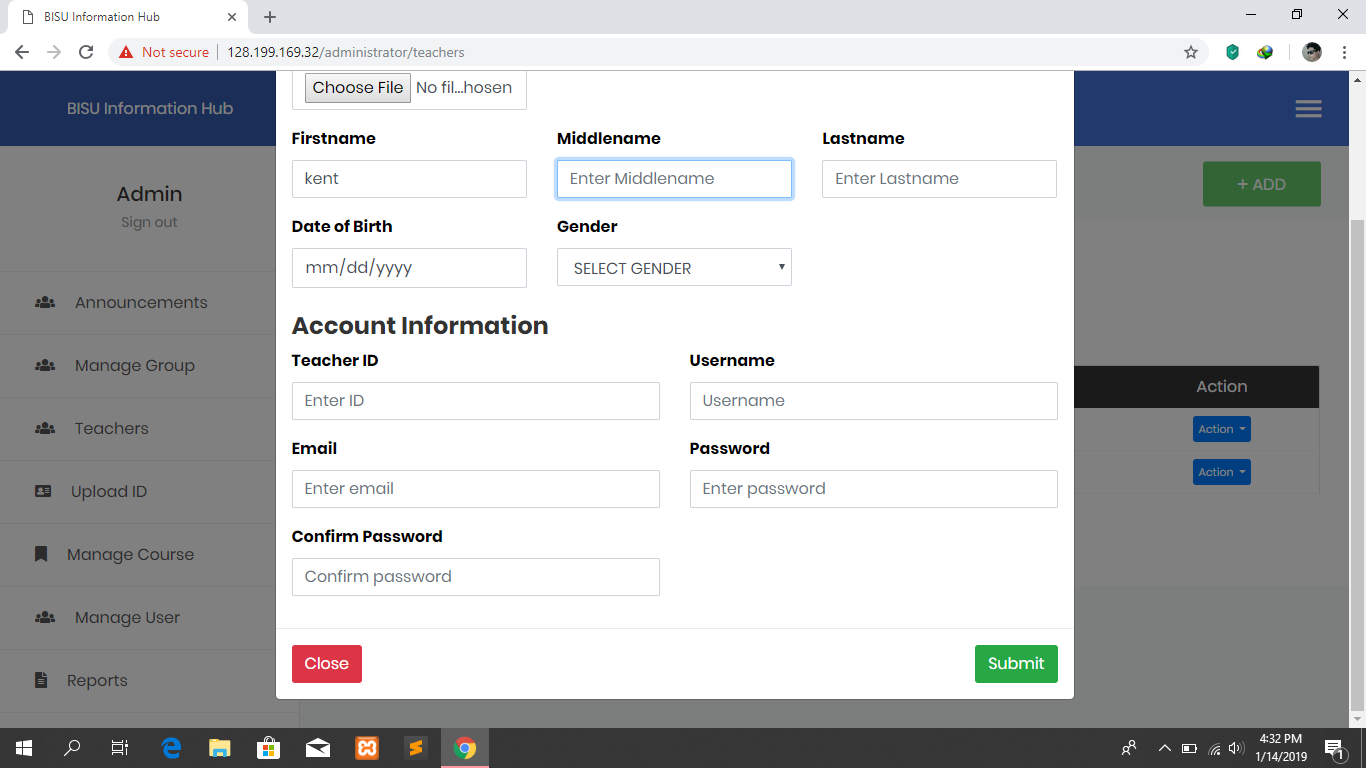 BISU Information Hub
Not secure
128.199.169.32/administrator/teachers
BISU Information Hub
Admin
Sign out
Announcements
Manage Group
Teachers
Upload ID
Manage Course
Manage User
Reports
+ ADD
Action
Action
Action
Choose File No fil...hosen
Firstname Middlename Lastname
kent Enter Middlename Enter Lastname
Date of Birth Gender
mm/dd/yyyy SELECT GENDER
Account Information
Teacher ID Username
Enter ID Username
Email Password
Enter email Enter password
Confirm Password
Confirm password
Close Submit
4:32 PM
1/14/2019
1